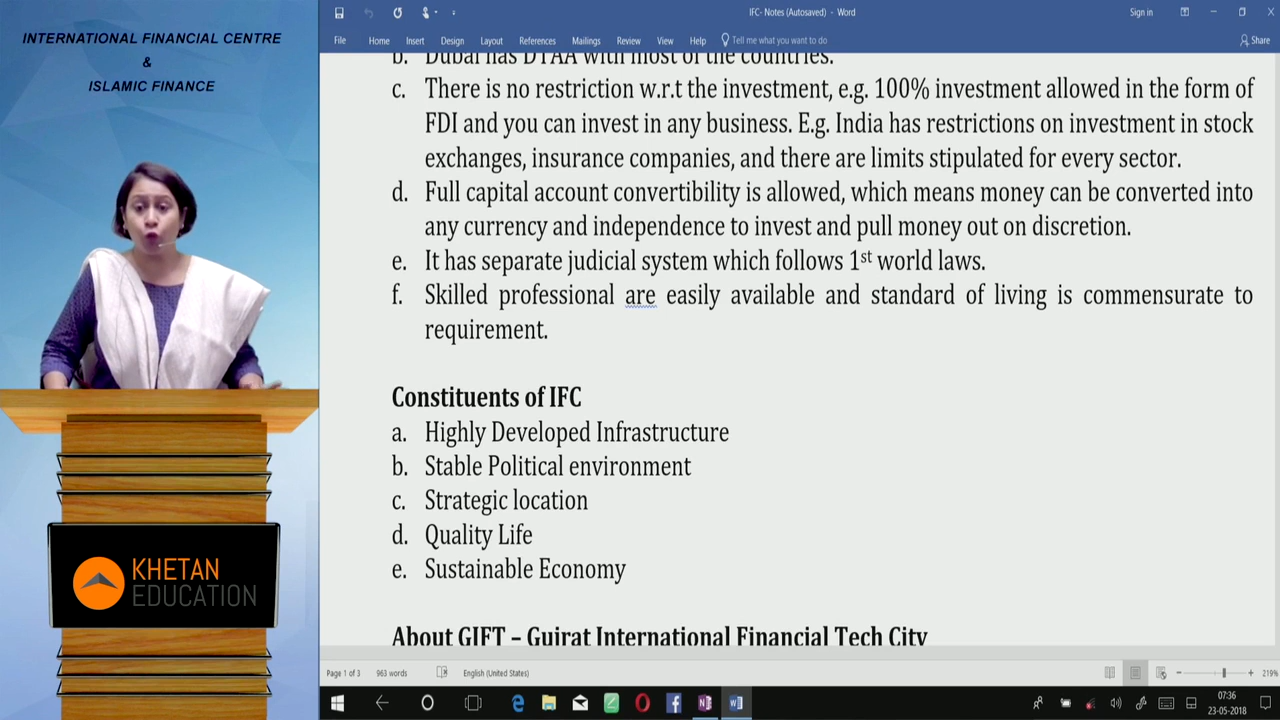 INTERNATIONAL FINANCIAL CENTRE
&
ISLAMIC FINANCE
KHETAN
EDUCATION
IFC- Notes (Autosaved) - Word
Sign in
File Home Insert Design Layout References Mailings Review View Help Tell me what you want to do
Share
b. Dubai has DTAA with most of the countries.
c. There is no restriction w.r.t the investment, e.g. 100% investment allowed in the form of
FDI and you can invest in any business. E.g. India has restrictions on investment in stock
exchanges, insurance companies, and there are limits stipulated for every sector.
d. Full capital account convertibility is allowed, which means money can be converted into
any currency and independence to invest and pull money out on discretion.
e. It has separate judicial system which follows 1st world laws.
f. Skilled professional are easily available and standard of living is commensurate to
requirement.
Constituents of IFC
a. Highly Developed Infrastructure
b. Stable Political environment
c. Strategic location
d. Quality Life
e. Sustainable Economy
About GIFT – Gujrat International Financial Tech City
Page 1 of 3 963 words English (United States)
219%
07:36
23-05-2018